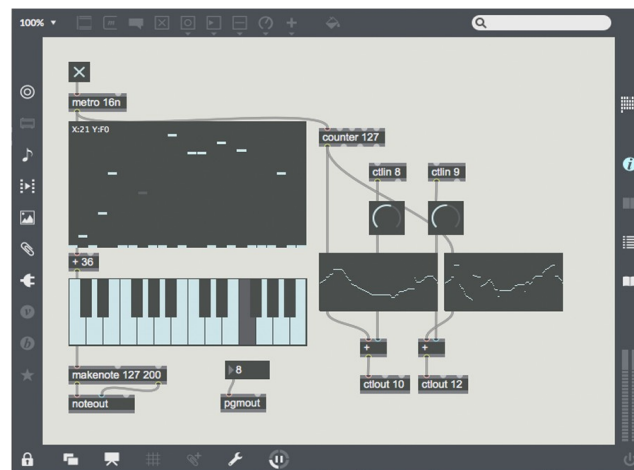 100%
metro 16n
X:21 Y:F0
counter 127
ctlin 8
ctlin 9
+ 36
+
+
makenote 127 200
8
ctlout 10
ctlout 12
noteout
pgmout